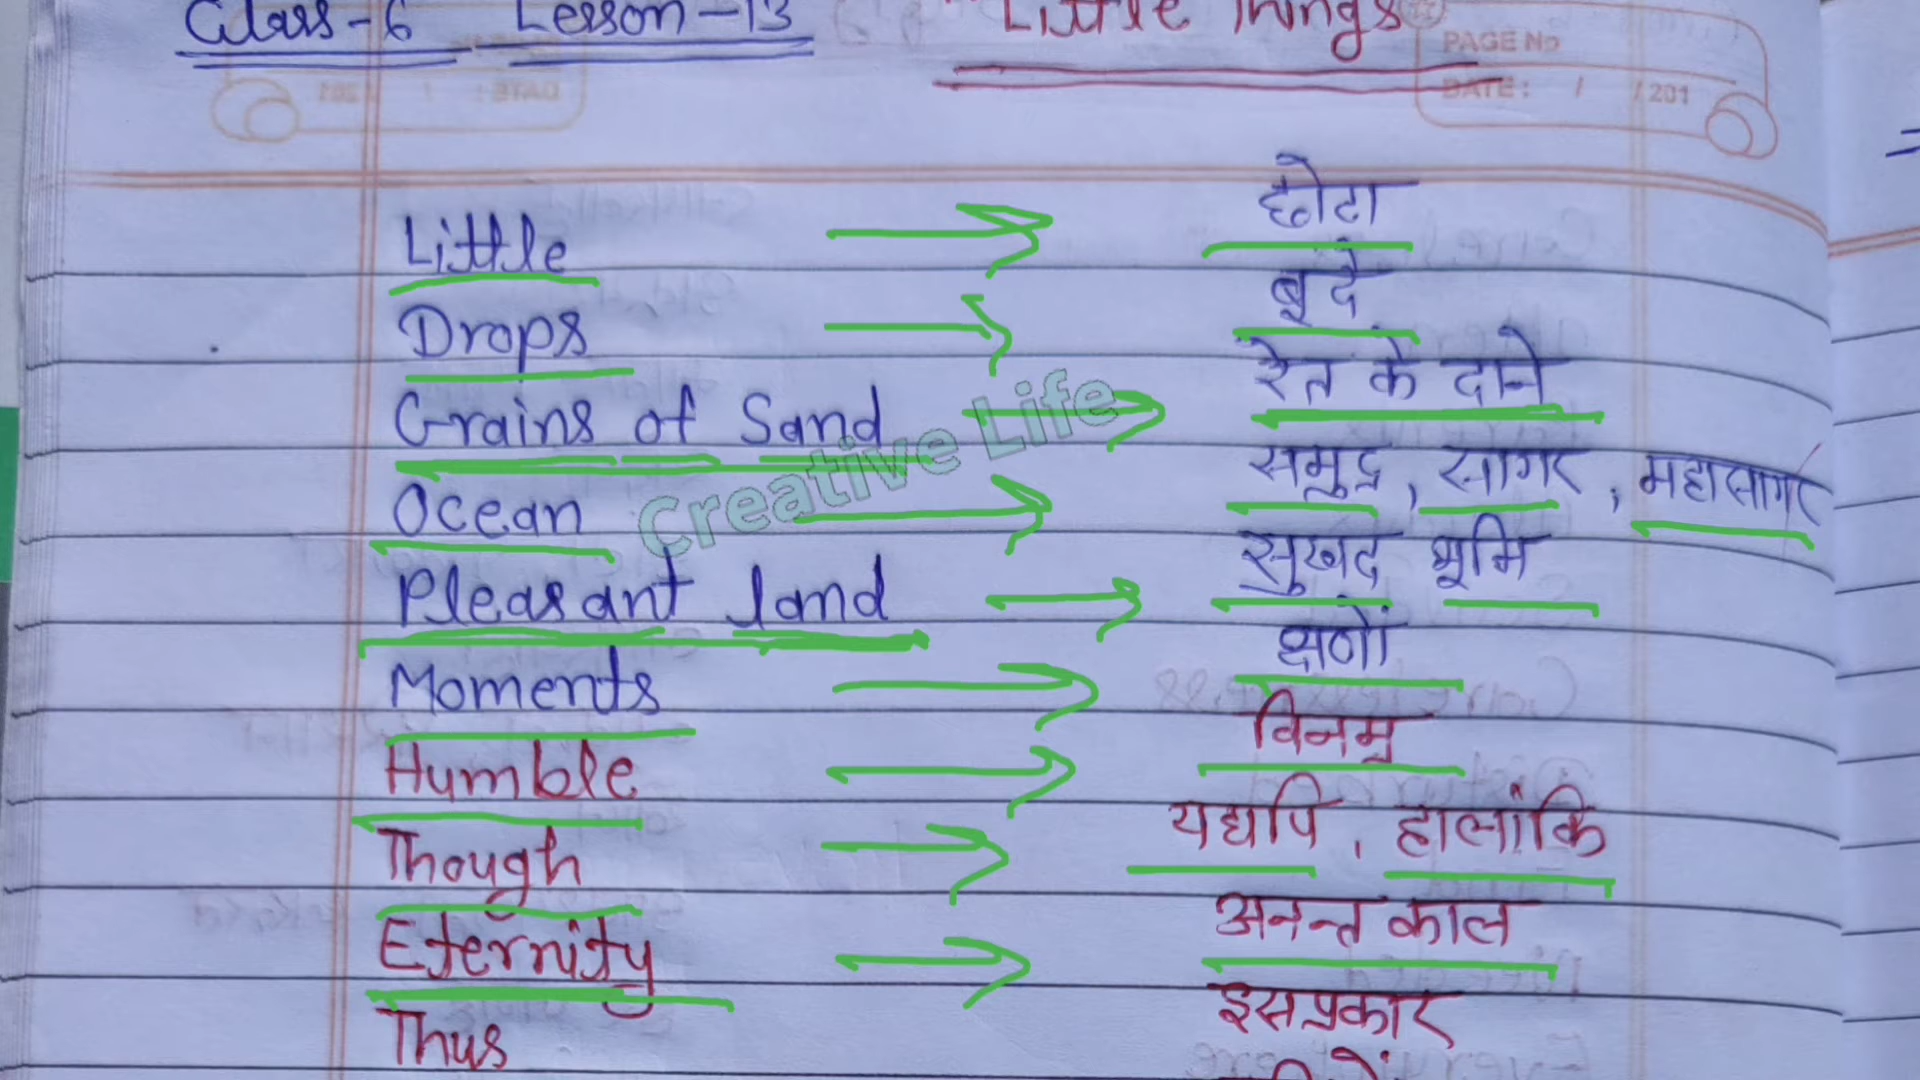 Class-6 Lesson-13 Little Things
PAGE No
DATE: / /201
Little छोटा
Drops बूंदे
Grains of Sand रेत के दाने
Ocean समुद्र, सागर, महासागर
Creative Life
Pleasant land सुखद भूमि
Moments क्षणों
Humble विनम्र
Though यद्यपि, हालांकि
Eternity अनन्त काल
Thus इसप्रकार